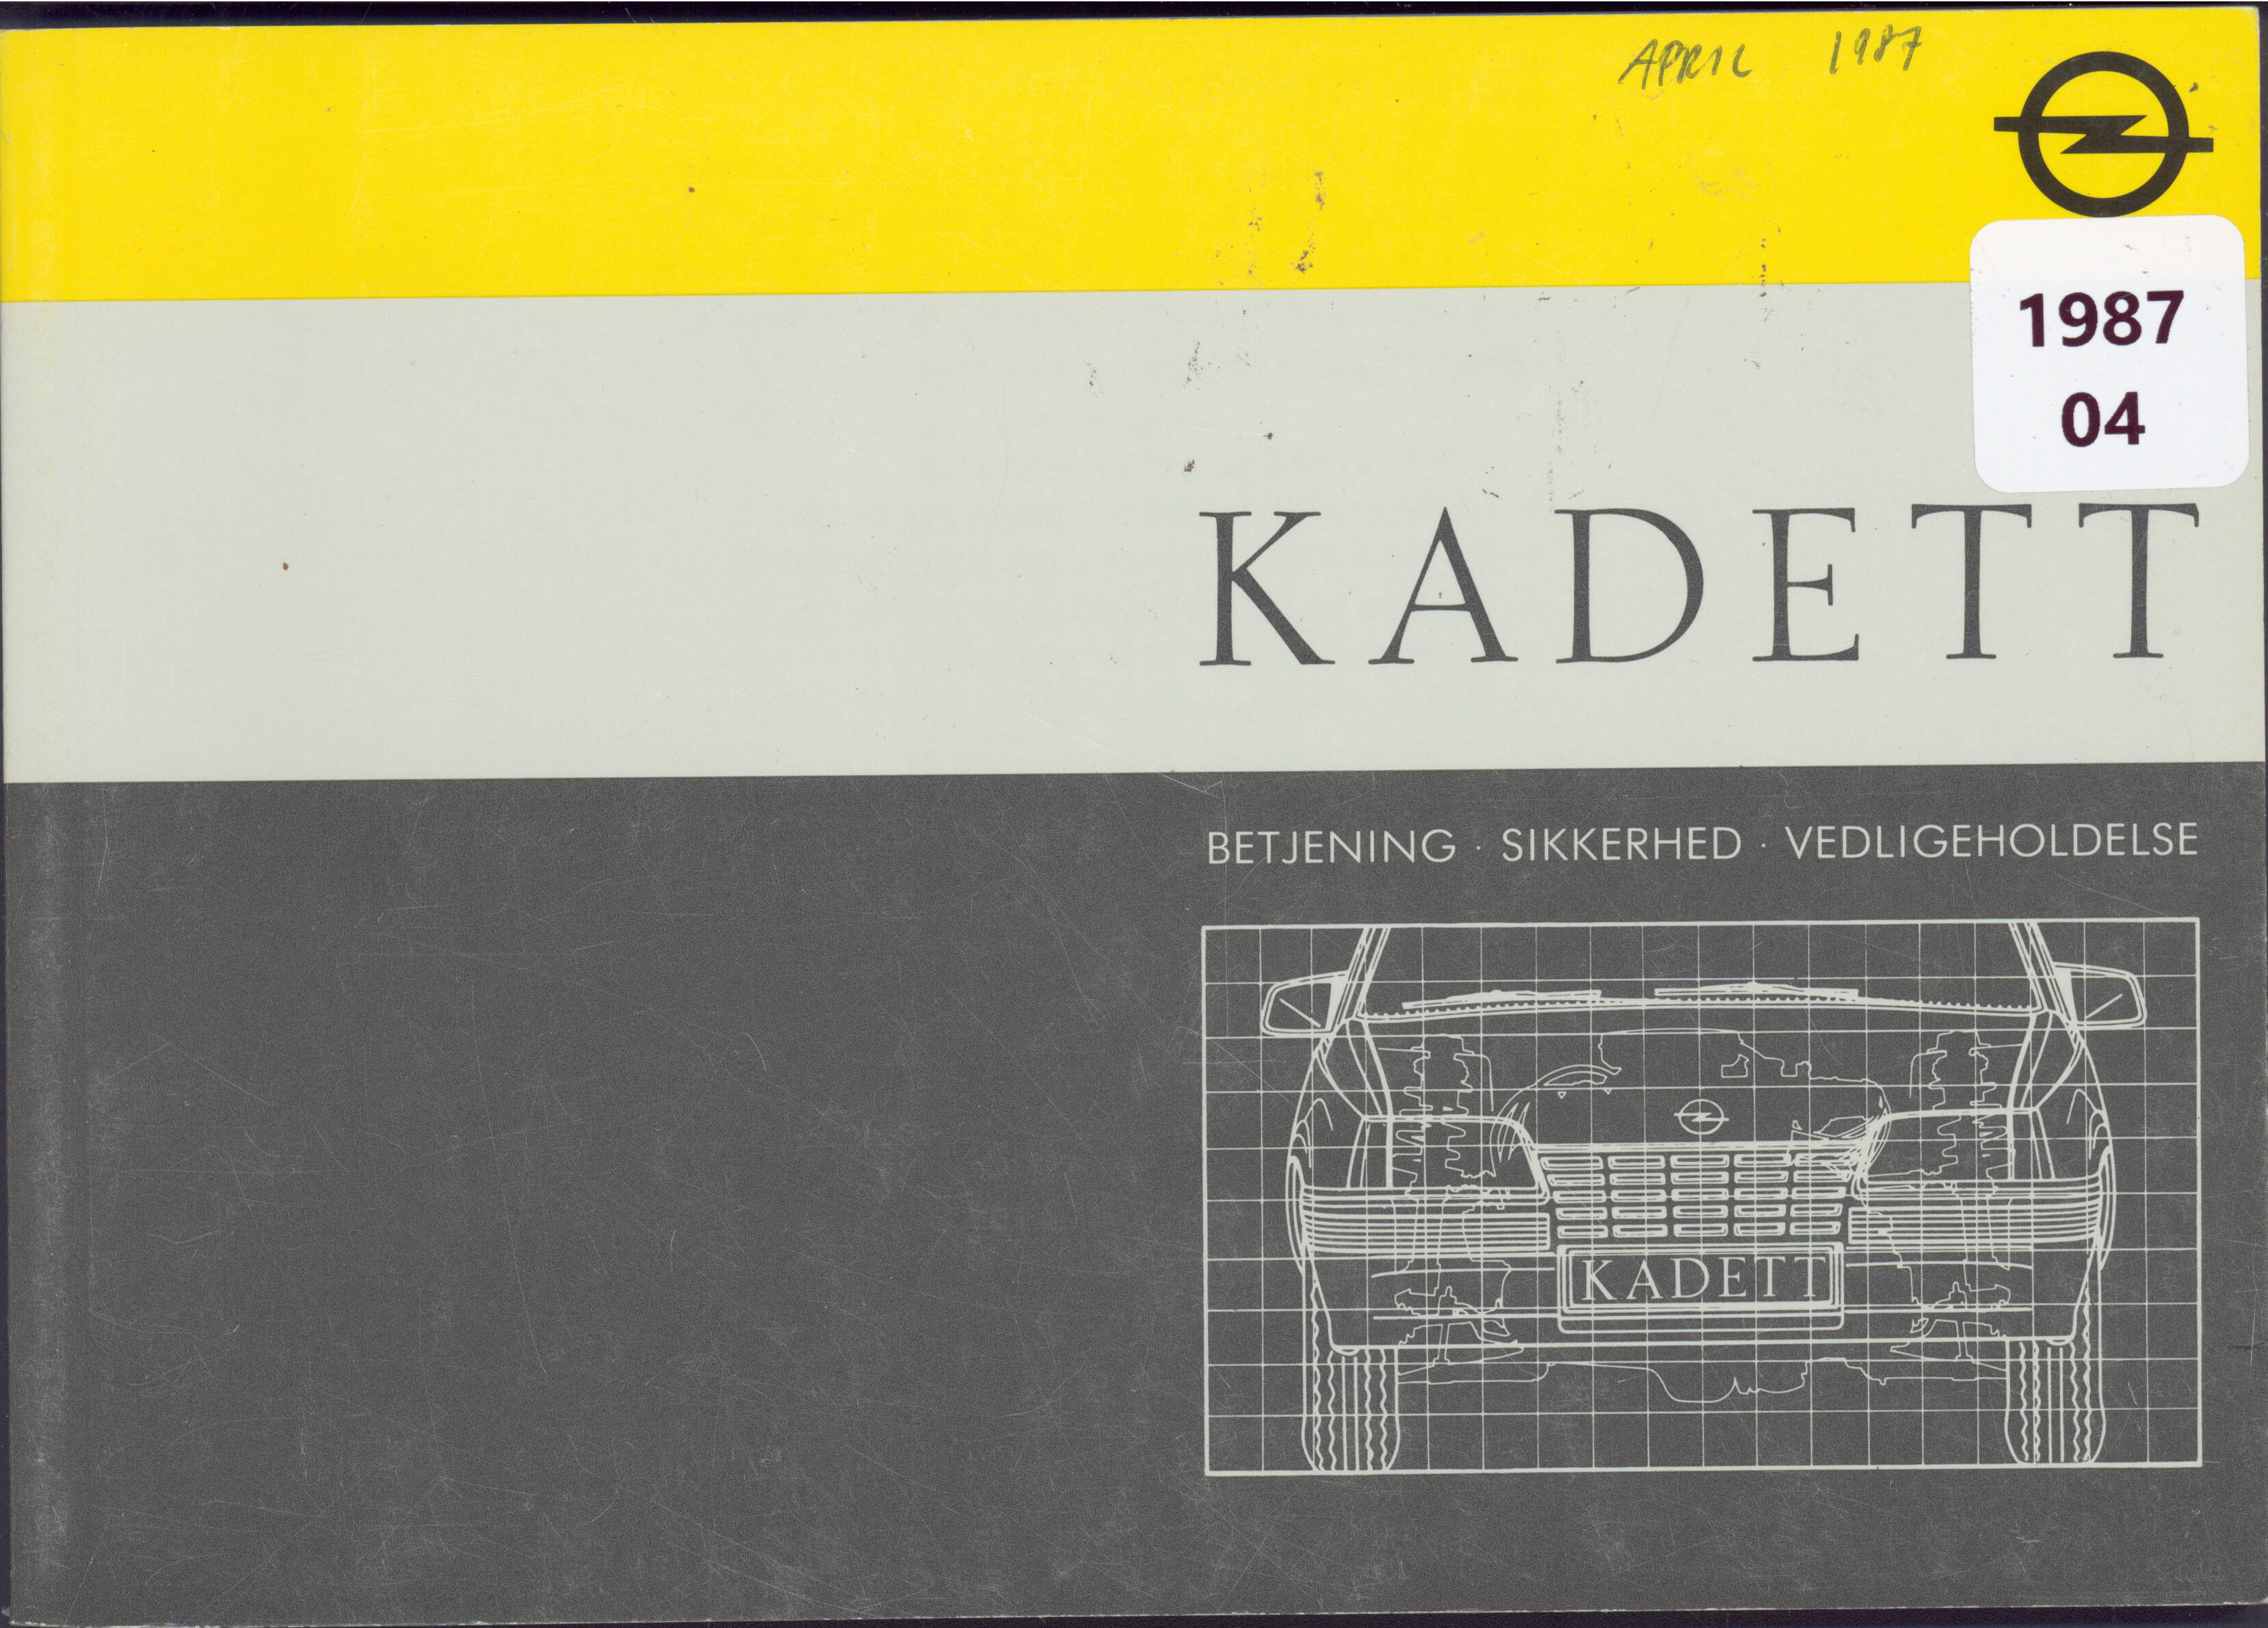 APRIL 1987
1987
04
KADETT
BETJENING · SIKKERHED · VEDLIGEHOLDELSE
KADETT